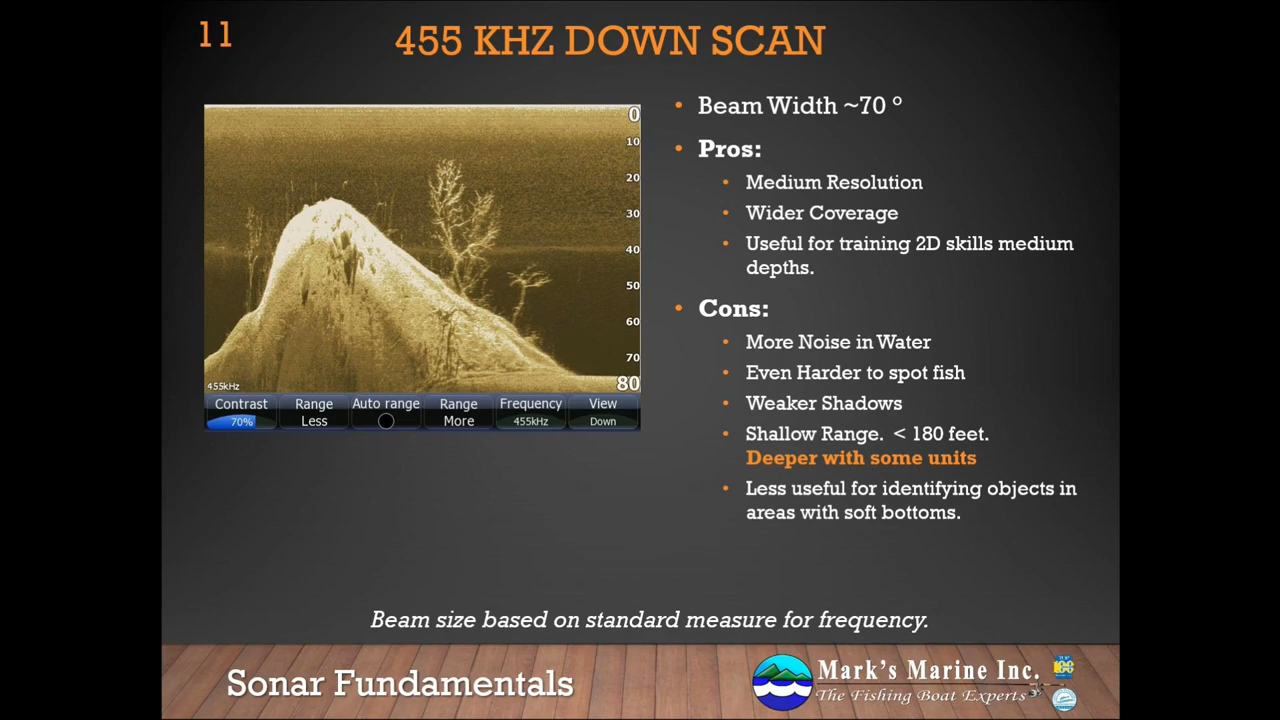 11
455 KHZ DOWN SCAN
0
10
20
30
40
50
60
70
80
455kHz
Contrast
Range
Auto range
Range
Frequency
View
70%
Less
More
455kHz
Down
Beam Width ~70 º
Pros:
Medium Resolution
Wider Coverage
Useful for training 2D skills medium
depths.
Cons:
More Noise in Water
Even Harder to spot fish
Weaker Shadows
Shallow Range. < 180 feet.
Deeper with some units
Less useful for identifying objects in
areas with soft bottoms.
Beam size based on standard measure for frequency.
Sonar Fundamentals
Mark's Marine Inc.
The Fishing Boat Experts